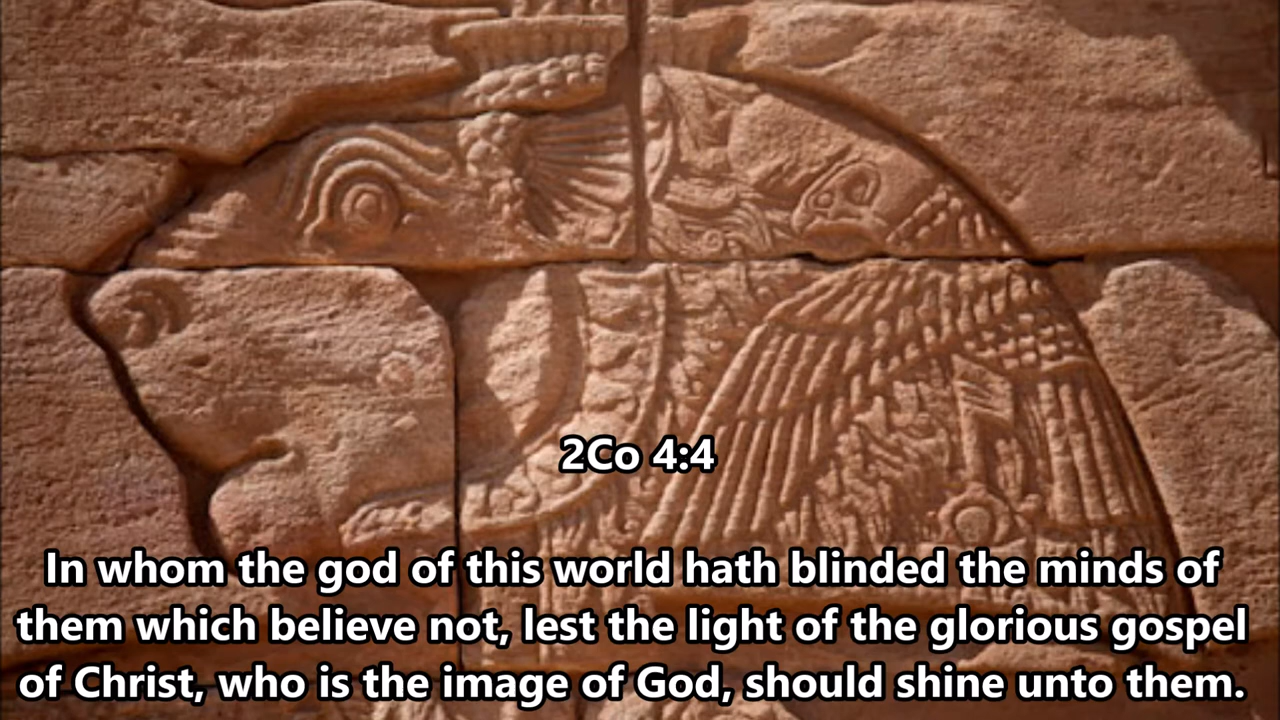 2Co 4:4
In whom the god of this world hath blinded the minds of
them which believe not, lest the light of the glorious gospel
of Christ, who is the image of God, should shine unto them.